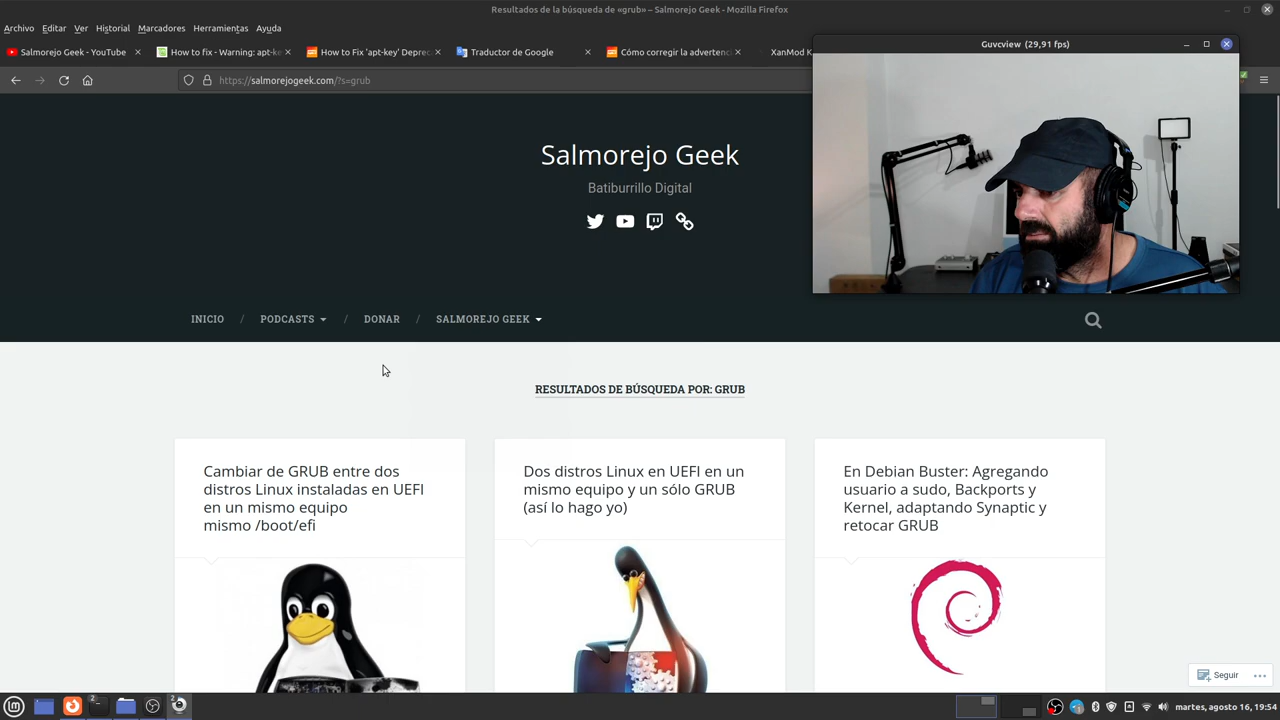 Resultados de la búsqueda de «grub» – Salmorejo Geek - Mozilla Firefox
Archivo Editar Ver Historial Marcadores Herramientas Ayuda
Salmorejo Geek - YouTube
How to fix - Warning: apt-ke
How to Fix 'apt-key' Deprec
Traductor de Google
Cómo corregir la advertenc
XanMod K
Guvcview (29,91 fps)
https://salmorejogeek.com/?s=grub
Salmorejo Geek
Batiburrillo Digital
INICIO / PODCASTS / DONAR / SALMOREJO GEEK
RESULTADOS DE BÚSQUEDA POR: GRUB
Cambiar de GRUB entre dos
distros Linux instaladas en UEFI
en un mismo equipo
mismo /boot/efi
Dos distros Linux en UEFI en un
mismo equipo y un sólo GRUB
(así lo hago yo)
En Debian Buster: Agregando
usuario a sudo, Backports y
Kernel, adaptando Synaptic y
retocar GRUB
Seguir
2
2
martes, agosto 16, 19:54